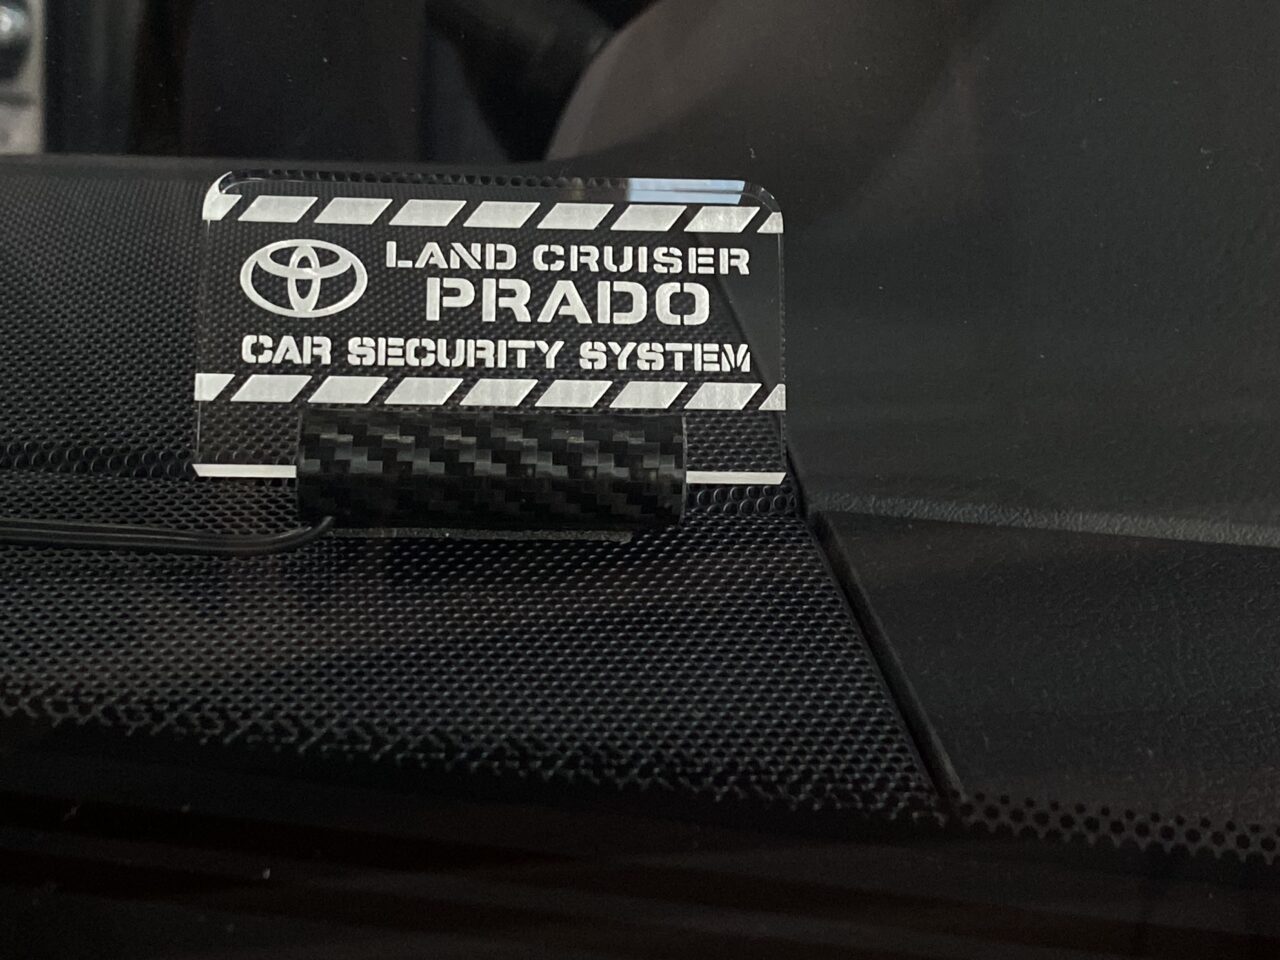 LAND CRUISER
PRADO
CAR SECURITY SYSTEM